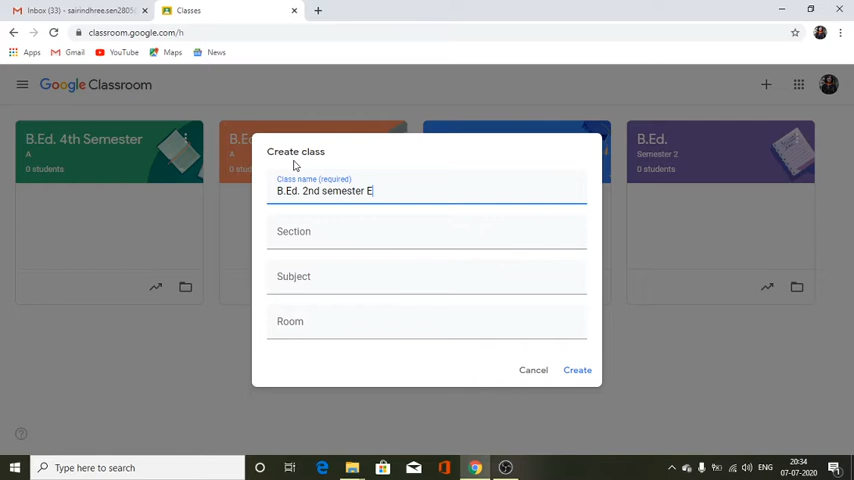 Inbox (33) - sairindhree.sen2805
Classes
classroom.google.com/h
Apps
Gmail
YouTube
Maps
News
Google Classroom
B.Ed. 4th Semester
A
0 students
B.E
A
0 students
B.Ed.
Semester 2
0 students
Create class
Class name (required)
B.Ed. 2nd semester E
Section
Subject
Room
Cancel
Create
Type here to search
ENG
20:34
07-07-2020